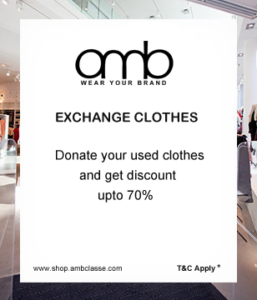 amb
WEAR YOUR BRAND
EXCHANGE CLOTHES
Donate your used clothes
and get discount
upto 70%
www.shop.ambclasse.com T&C Apply *